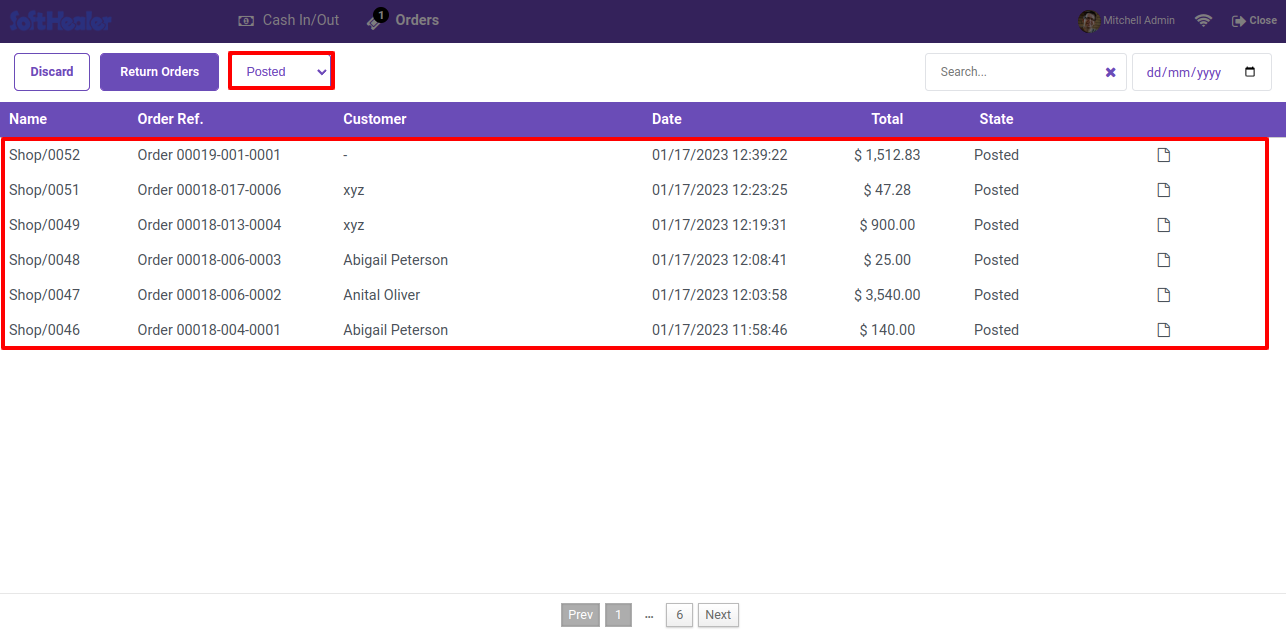 SoftHealer Cash In/Out 1 Orders Mitchell Admin Close
Discard Return Orders Posted Search... dd/mm/yyyy
Name Order Ref. Customer Date Total State
Shop/0052 Order 00019-001-0001 - 01/17/2023 12:39:22 $ 1,512.83 Posted
Shop/0051 Order 00018-017-0006 xyz 01/17/2023 12:23:25 $ 47.28 Posted
Shop/0049 Order 00018-013-0004 xyz 01/17/2023 12:19:31 $ 900.00 Posted
Shop/0048 Order 00018-006-0003 Abigail Peterson 01/17/2023 12:08:41 $ 25.00 Posted
Shop/0047 Order 00018-006-0002 Anital Oliver 01/17/2023 12:03:58 $ 3,540.00 Posted
Shop/0046 Order 00018-004-0001 Abigail Peterson 01/17/2023 11:58:46 $ 140.00 Posted
Prev 1 ... 6 Next